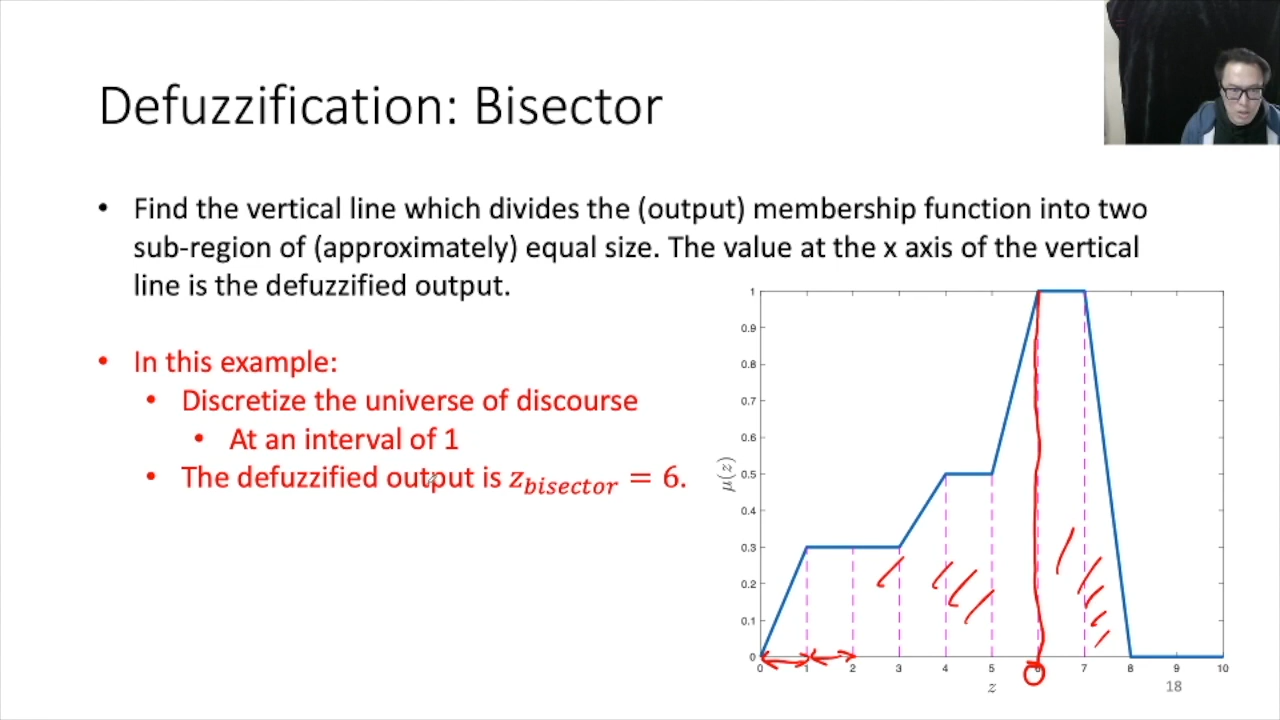 Defuzzification: Bisector
• Find the vertical line which divides the (output) membership function into two
sub-region of (approximately) equal size. The value at the x axis of the vertical
line is the defuzzified output.
• In this example:
• Discretize the universe of discourse
• At an interval of 1
• The defuzzified output is z_bisector = 6.
1
0.9
0.8
0.7
0.6
0.5
0.4
0.3
0.2
0.1
0
μ(z)
0 1 2 3 4 5 6 7 8 9 10
z
18